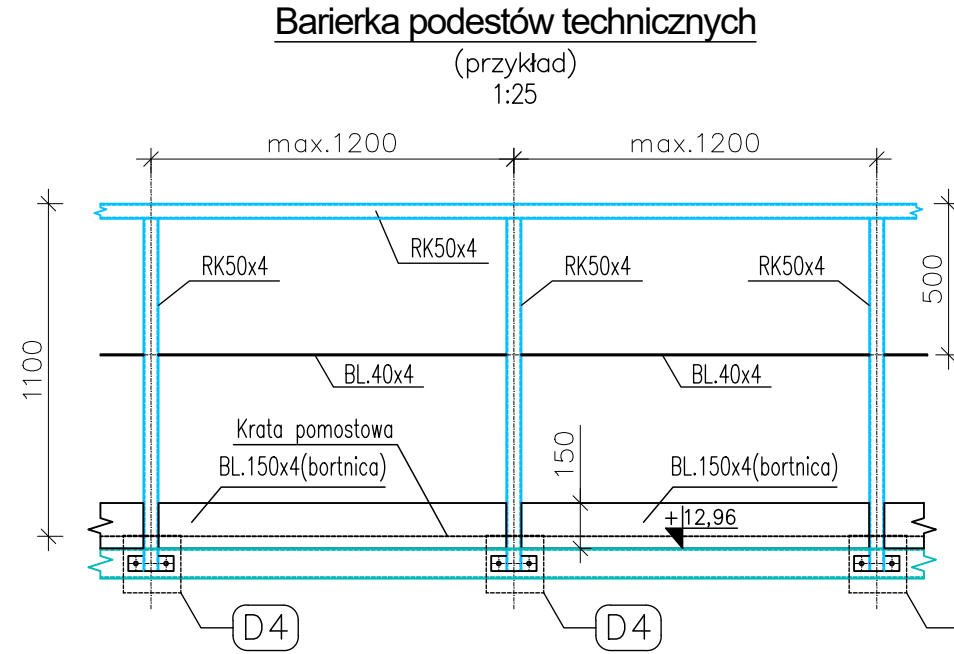 Barierka podestów technicznych
(przykład)
1:25
max.1200
max.1200
RK50x4
RK50x4
RK50x4
RK50x4
500
1100
BL.40x4
BL.40x4
Krata pomostowa
BL.150x4(bortnica)
150
BL.150x4(bortnica)
+12,96
D4
D4